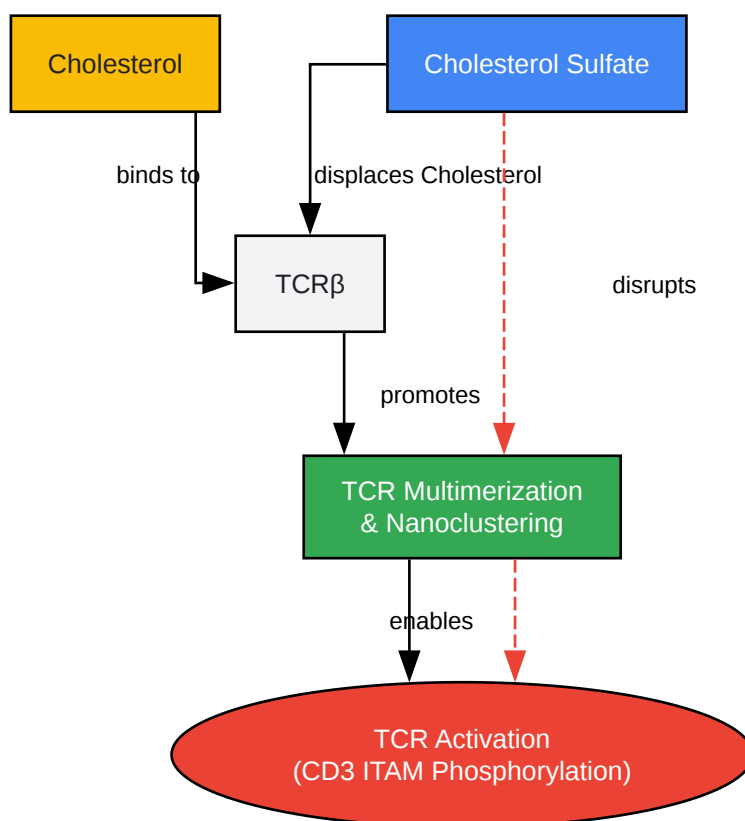 Cholesterol
Cholesterol Sulfate
binds to
displaces Cholesterol
TCRβ
disrupts
promotes
TCR Multimerization
& Nanoclustering
enables
TCR Activation
(CD3 ITAM Phosphorylation)